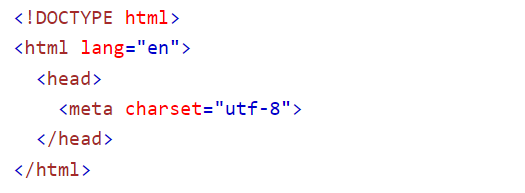 <!DOCTYPE html>
<html lang="en">
  <head>
    <meta charset="utf-8">
  </head>
</html>